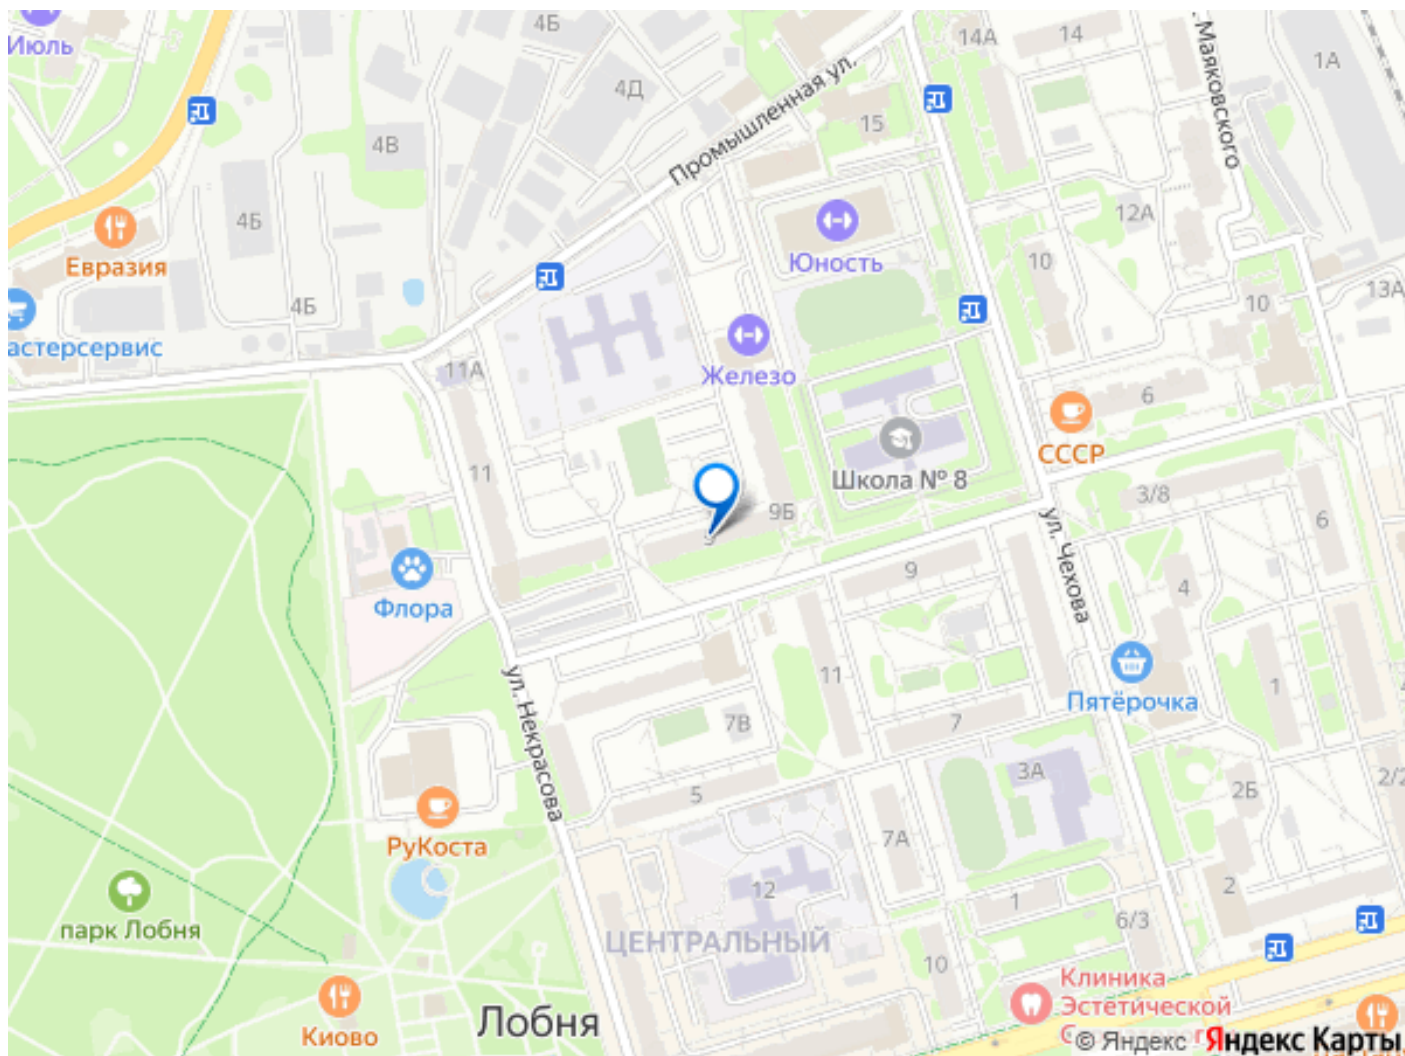 Июль
4Б
14А
14
1А
4Д
ул. Маяковского
Промышленная ул.
15
4В
4Б
12А
Евразия
Юность
10
4Б
10
13А
астерсервис
11А
Железо
6
СССР
11
Школа № 8
3/8
9Б
6
ул. Чехова
9
4
Флора
11
1
Пятёрочка
ул. Некрасова
7В
7
3А
2/2
2Б
5
РуКоста
7А
12
2
1
парк Лобня
6/3
ЦЕНТРАЛЬНЫЙ
10
Клиника
Эстетической
Киово
Лобня
© Яндекс Яндекс Карты